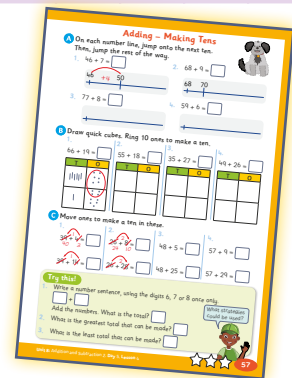 Adding – Making Tens
A On each number line, jump onto the next ten.
Then, jump the rest of the way.
1. 46 + 7 =
2. 68 + 9 =
46 +4 50
68 70
3. 77 + 8 =
4. 59 + 6 =
B Draw quick cubes. Ring 10 ones to make a ten.
1. 66 + 19 =
2. 55 + 18 =
3. 35 + 27 =
4. 49 + 26 =
T O T O T O T O
C Move ones to make a ten in these.
1. 2. 3. 4.
48 + 5 =
57 + 9 =
48 + 25 =
57 + 29 =
Try this!
1. Write a number sentence, using the digits 6, 7 or 8 once only.
+
Add the numbers. What is the total?
2. What is the greatest total that can be made?
3. What is the least total that can be made?
What strategies
could be used?
57